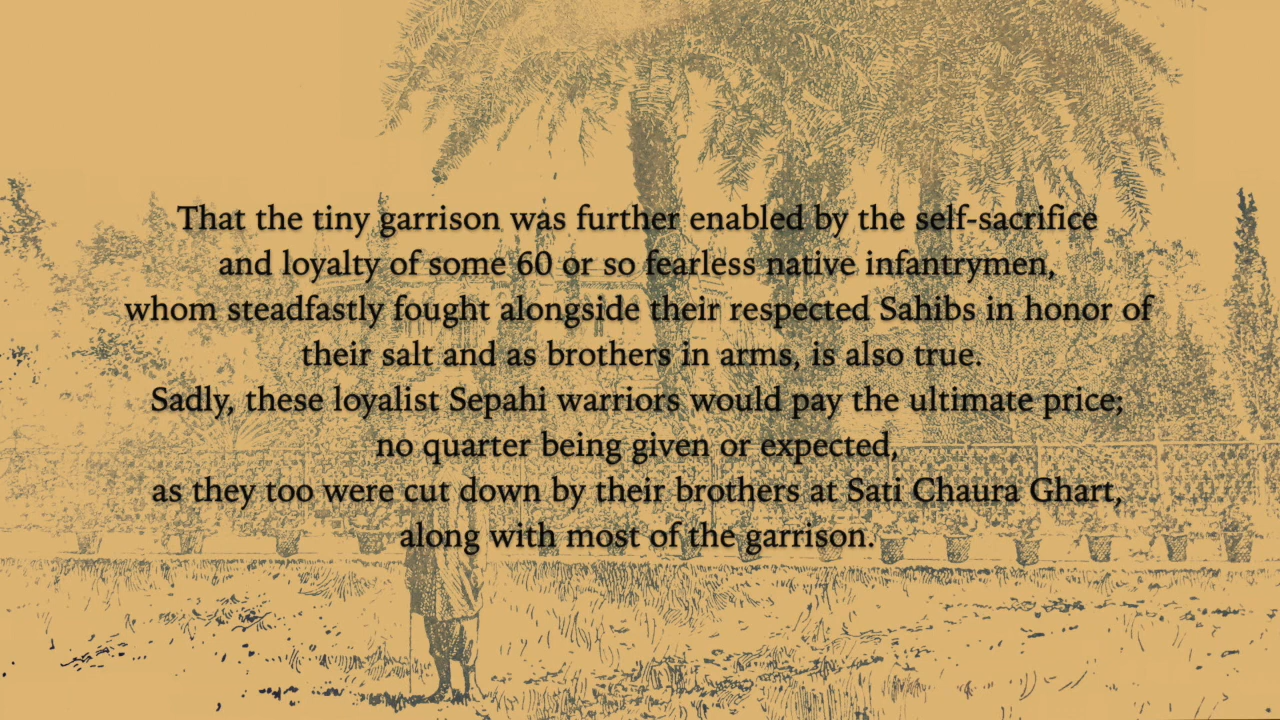 That the tiny garrison was further enabled by the self-sacrifice
and loyalty of some 60 or so fearless native infantrymen,
whom steadfastly fought alongside their respected Sahibs in honor of
their salt and as brothers in arms, is also true.
Sadly, these loyalist Sepahi warriors would pay the ultimate price;
no quarter being given or expected,
as they too were cut down by their brothers at Sati Chaura Ghart,
along with most of the garrison.